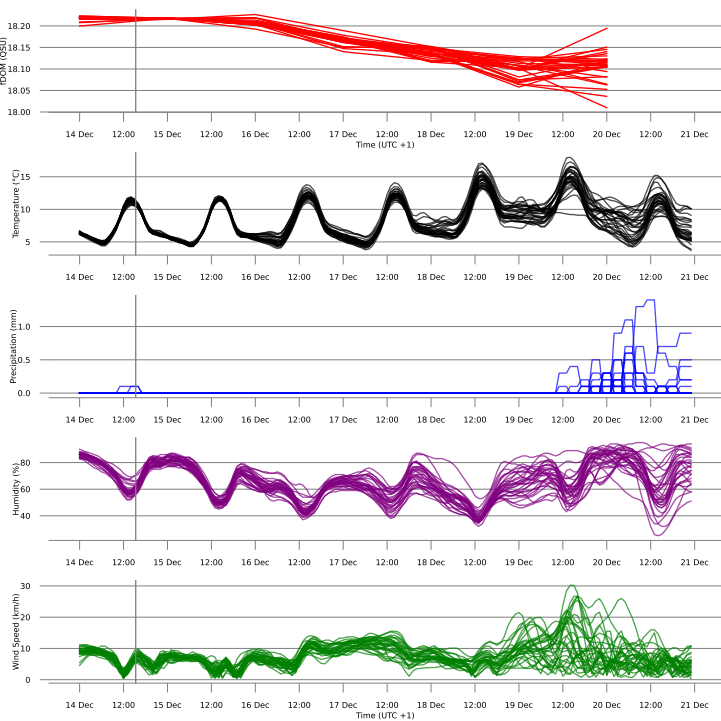 fDOM (QSU)
18.20
18.15
18.10
18.05
18.00
14 Dec 12:00 15 Dec 12:00 16 Dec 12:00 17 Dec 12:00 18 Dec 12:00 19 Dec 12:00 20 Dec 12:00 21 Dec
Time (UTC +1)
Temperature (°C)
15
10
5
14 Dec 12:00 15 Dec 12:00 16 Dec 12:00 17 Dec 12:00 18 Dec 12:00 19 Dec 12:00 20 Dec 12:00 21 Dec
Precipitation (mm)
1.0
0.5
0.0
14 Dec 12:00 15 Dec 12:00 16 Dec 12:00 17 Dec 12:00 18 Dec 12:00 19 Dec 12:00 20 Dec 12:00 21 Dec
Humidity (%)
80
60
40
14 Dec 12:00 15 Dec 12:00 16 Dec 12:00 17 Dec 12:00 18 Dec 12:00 19 Dec 12:00 20 Dec 12:00 21 Dec
Wind Speed (km/h)
30
20
10
0
14 Dec 12:00 15 Dec 12:00 16 Dec 12:00 17 Dec 12:00 18 Dec 12:00 19 Dec 12:00 20 Dec 12:00 21 Dec
Time (UTC +1)